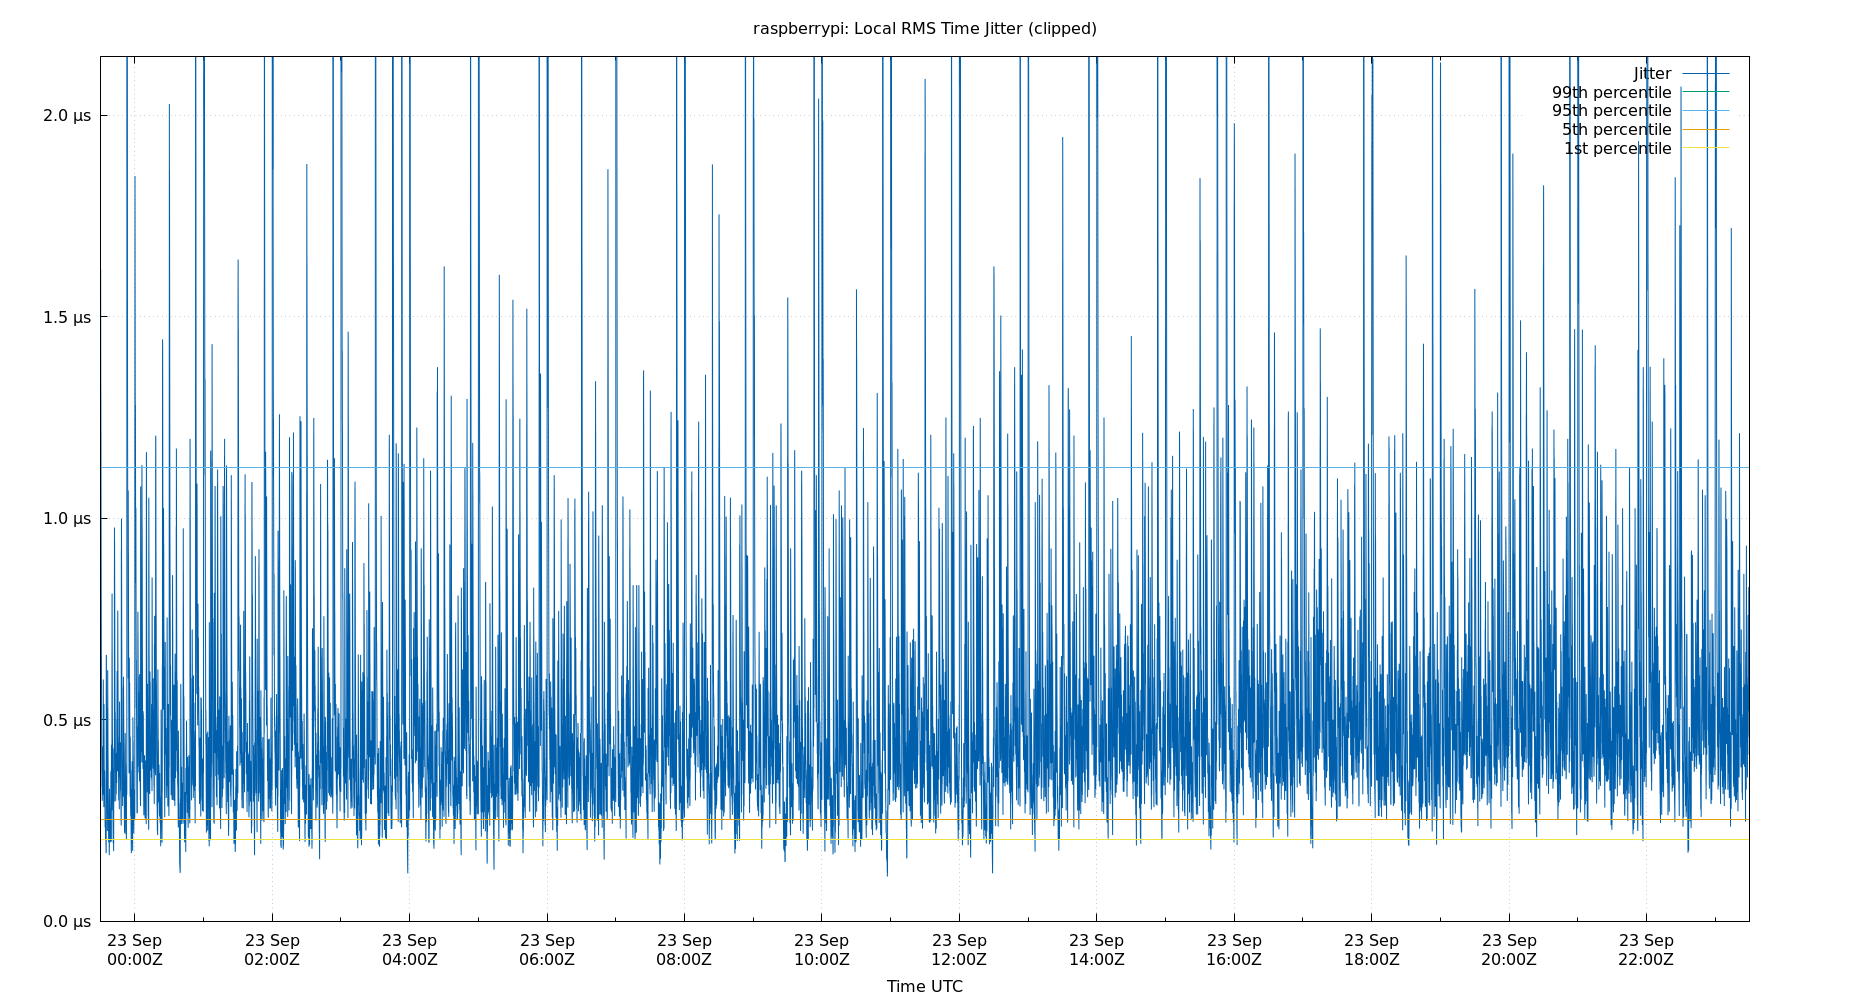 raspberrypi: Local RMS Time Jitter (clipped)
Jitter
99th percentile
95th percentile
5th percentile
1st percentile
2.0 µs
1.5 µs
1.0 µs
0.5 µs
0.0 µs
23 Sep 23 Sep 23 Sep 23 Sep 23 Sep 23 Sep 23 Sep 23 Sep 23 Sep 23 Sep 23 Sep 23 Sep
00:00Z 02:00Z 04:00Z 06:00Z 08:00Z 10:00Z 12:00Z 14:00Z 16:00Z 18:00Z 20:00Z 22:00Z
Time UTC